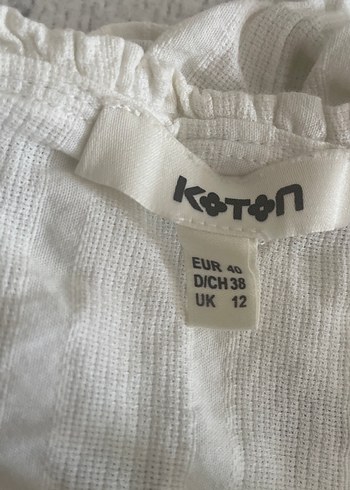 KOTON
EUR 40
D/CH 38
UK 12